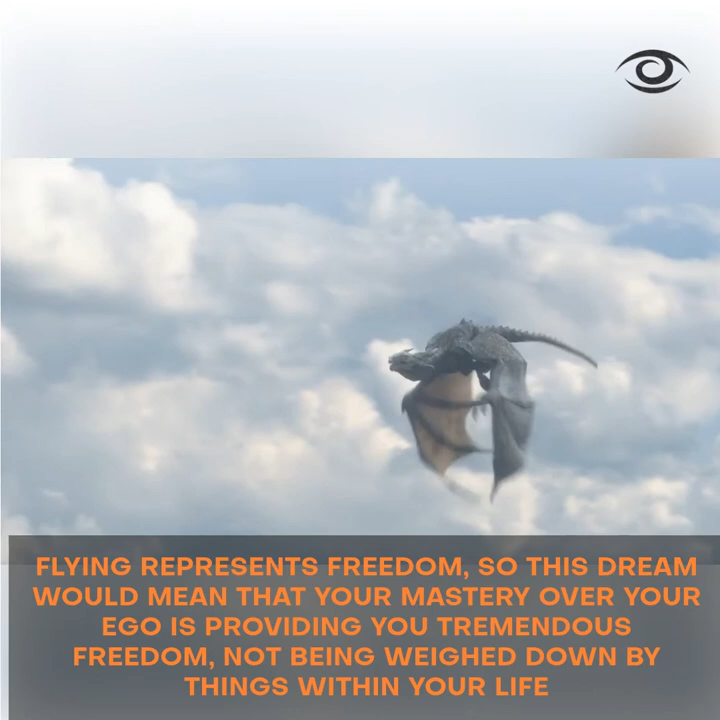 FLYING REPRESENTS FREEDOM, SO THIS DREAM
WOULD MEAN THAT YOUR MASTERY OVER YOUR
EGO IS PROVIDING YOU TREMENDOUS
FREEDOM, NOT BEING WEIGHED DOWN BY
THINGS WITHIN YOUR LIFE